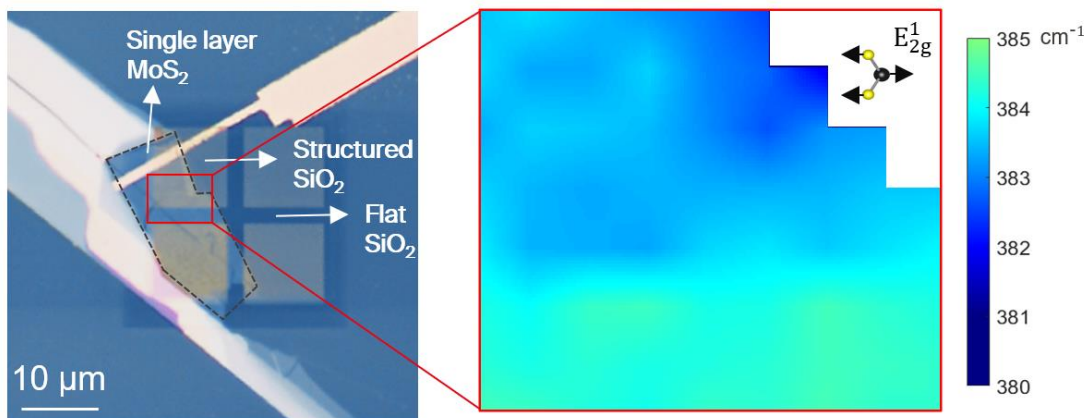 Single layer
MoS₂
Structured
SiO₂
Flat
SiO₂
10 μm
E¹₂g
385 cm⁻¹
384
383
382
381
380